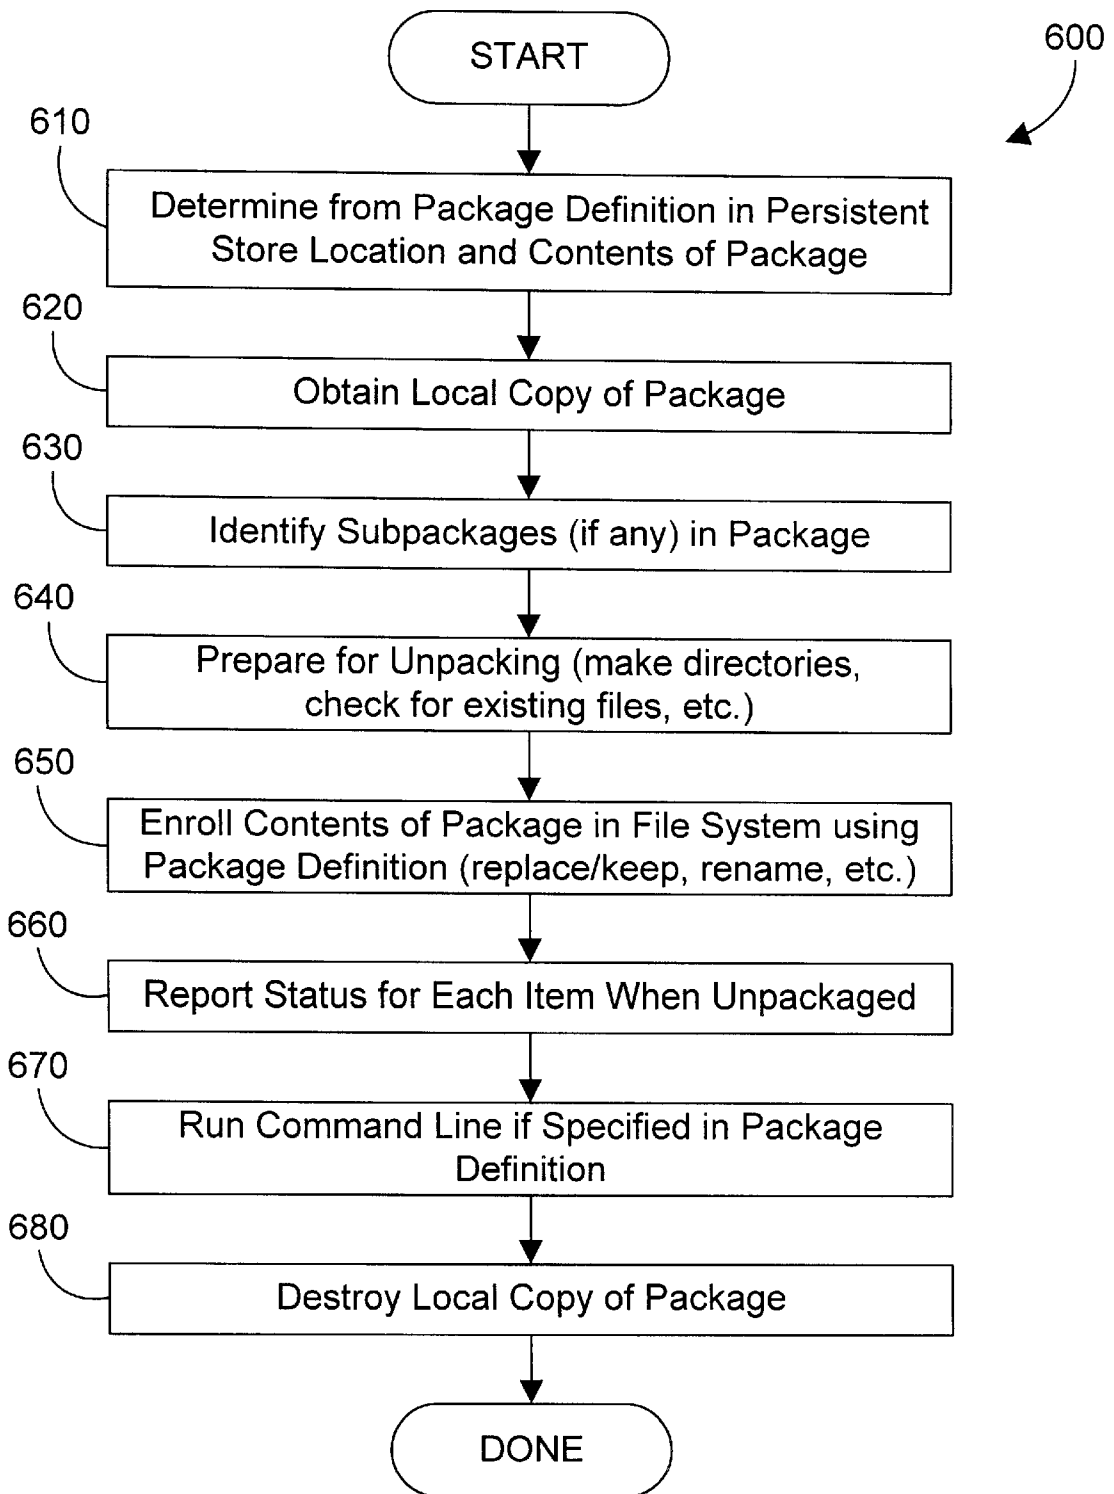 START
600
610
Determine from Package Definition in Persistent
Store Location and Contents of Package
620
Obtain Local Copy of Package
630
Identify Subpackages (if any) in Package
640
Prepare for Unpacking (make directories,
check for existing files, etc.)
650
Enroll Contents of Package in File System using
Package Definition (replace/keep, rename, etc.)
660
Report Status for Each Item When Unpackaged
670
Run Command Line if Specified in Package
Definition
680
Destroy Local Copy of Package
DONE